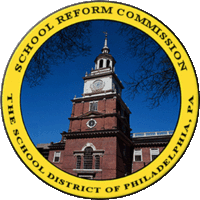 SCHOOL REFORM COMMISSION
THE SCHOOL DISTRICT OF PHILADELPHIA, PA